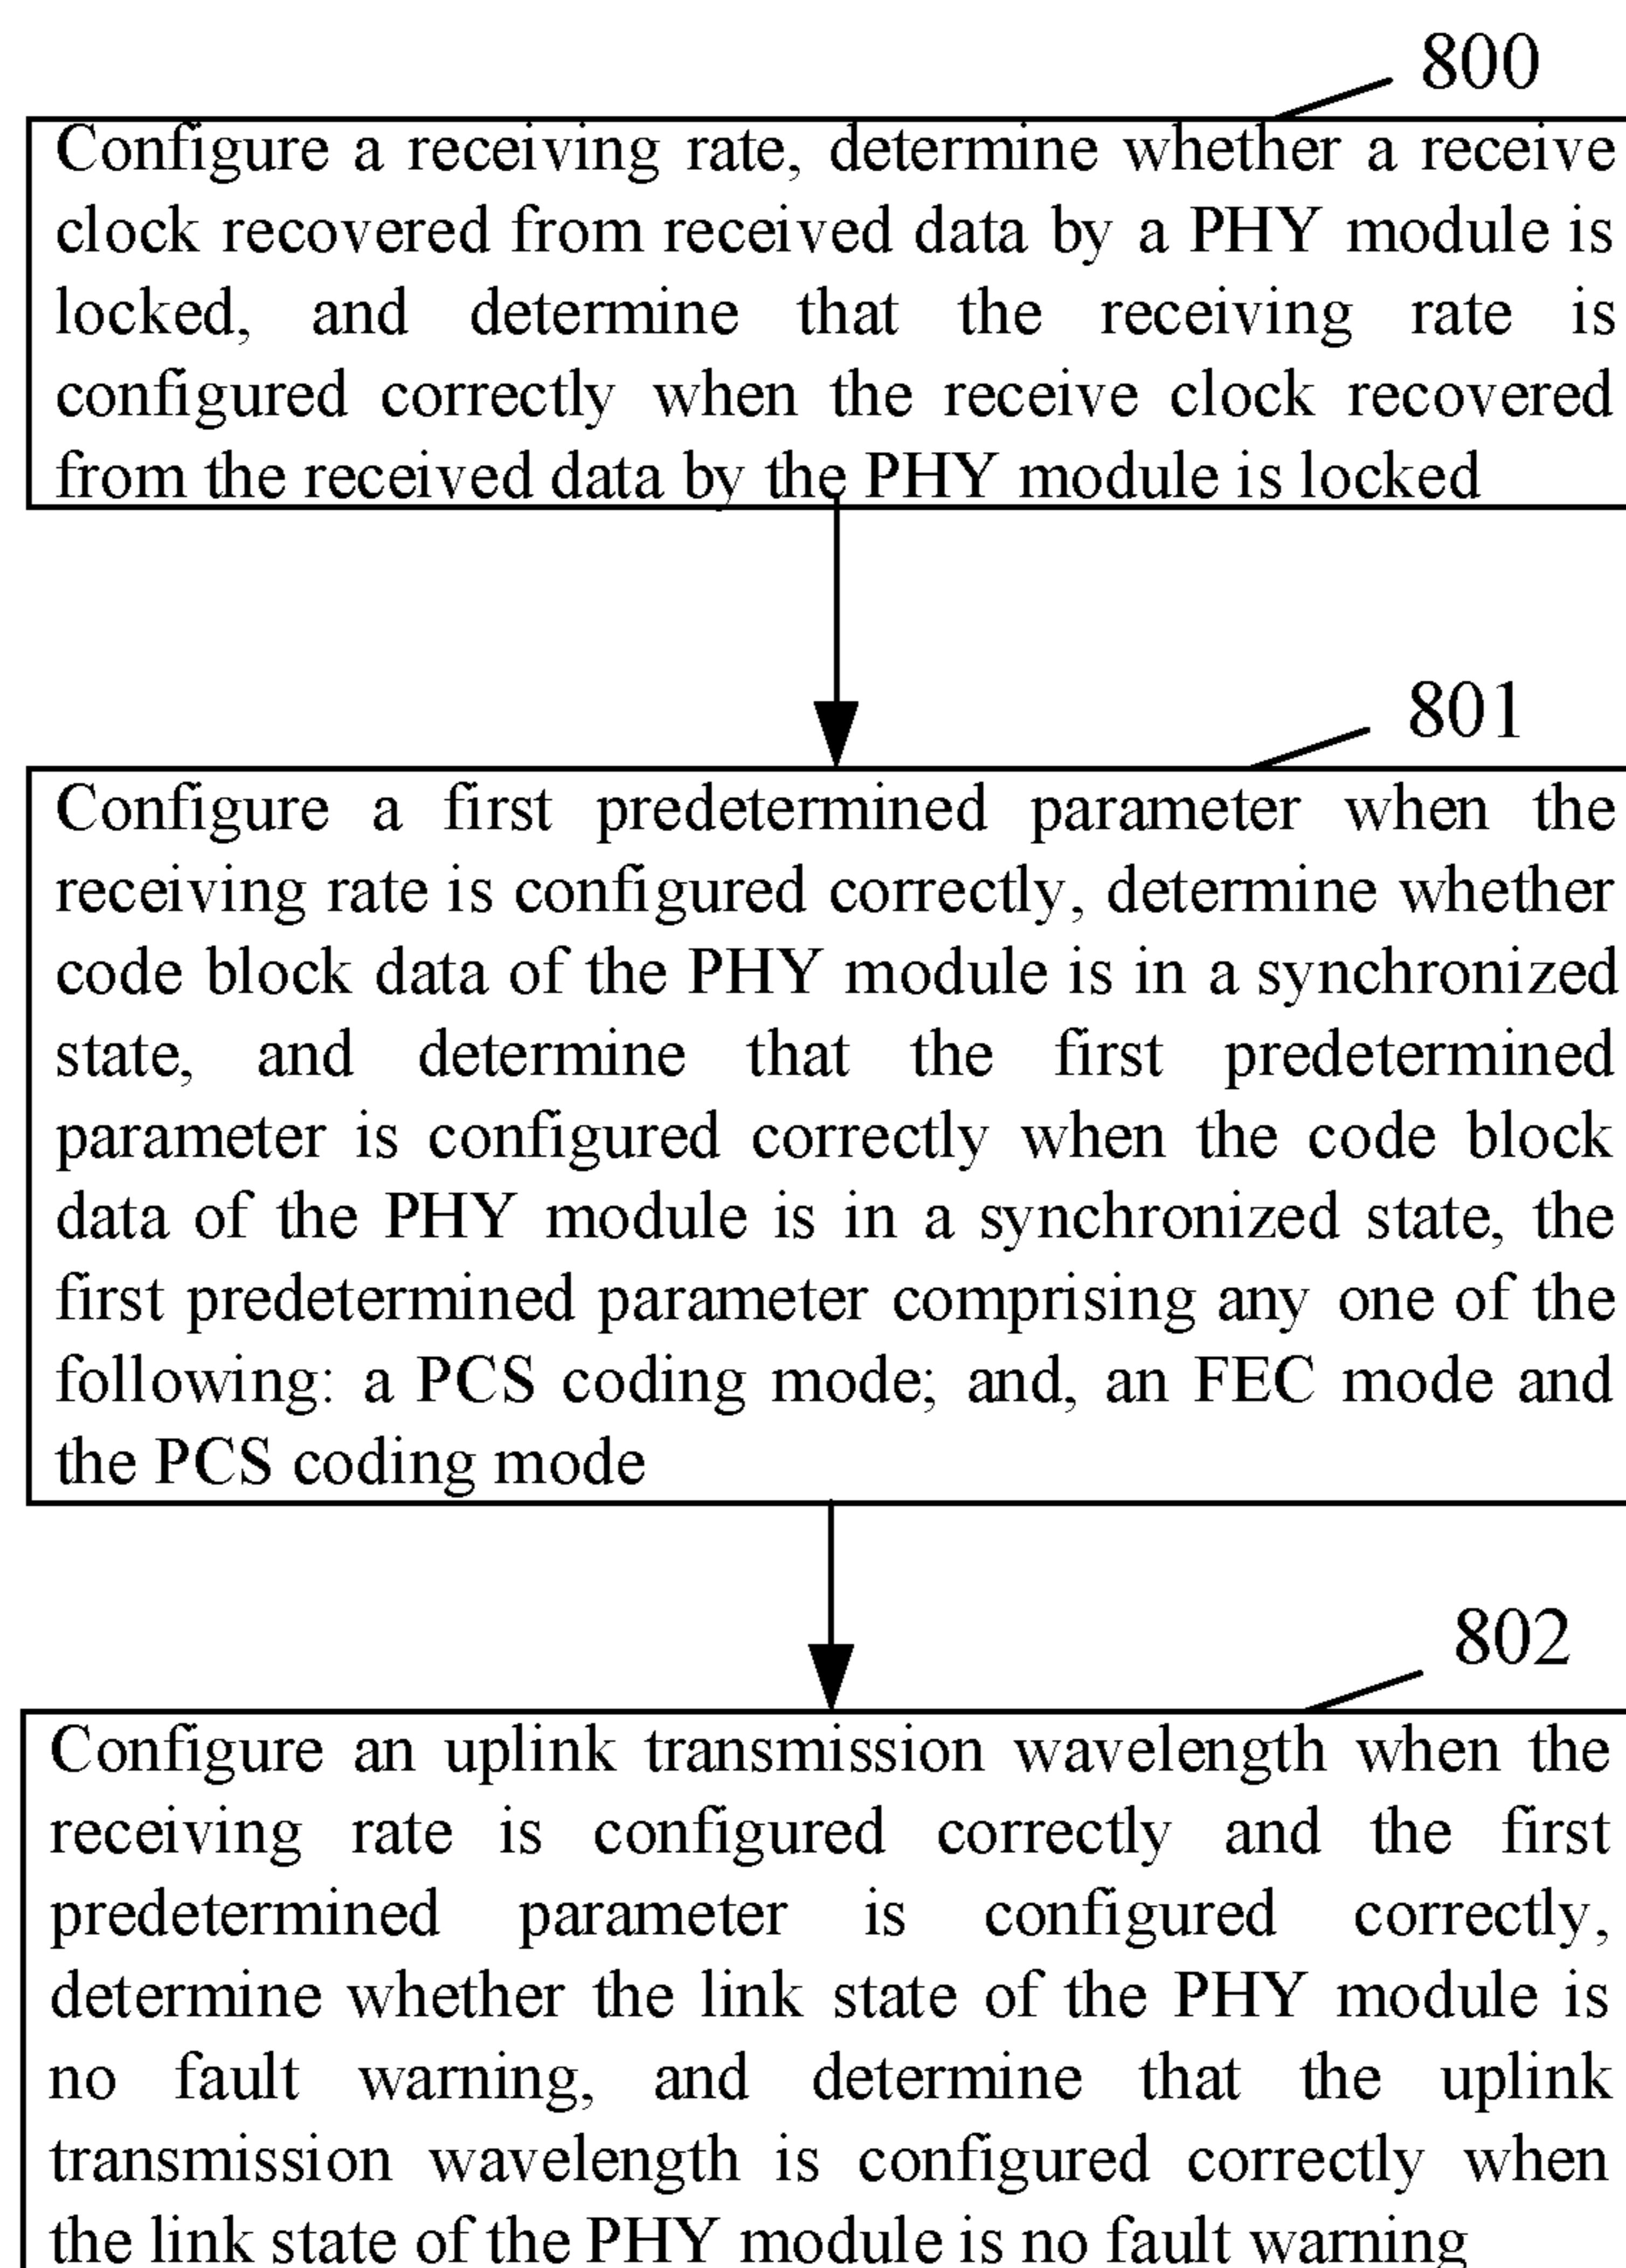 800
Configure a receiving rate, determine whether a receive
clock recovered from received data by a PHY module is
locked, and determine that the receiving rate is
configured correctly when the receive clock recovered
from the received data by the PHY module is locked
801
Configure a first predetermined parameter when the
receiving rate is configured correctly, determine whether
code block data of the PHY module is in a synchronized
state, and determine that the first predetermined
parameter is configured correctly when the code block
data of the PHY module is in a synchronized state, the
first predetermined parameter comprising any one of the
following: a PCS coding mode; and, an FEC mode and
the PCS coding mode
802
Configure an uplink transmission wavelength when the
receiving rate is configured correctly and the first
predetermined parameter is configured correctly,
determine whether the link state of the PHY module is
no fault warning, and determine that the uplink
transmission wavelength is configured correctly when
the link state of the PHY module is no fault warning